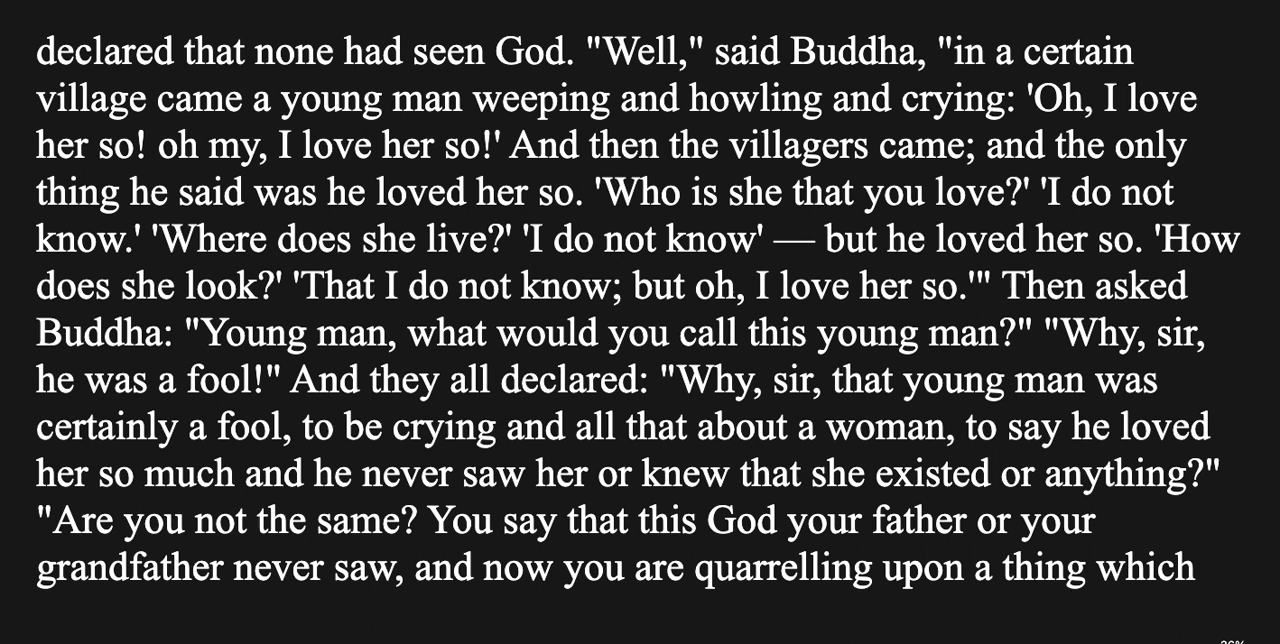 declared that none had seen God. "Well," said Buddha, "in a certain
village came a young man weeping and howling and crying: 'Oh, I love
her so! oh my, I love her so!' And then the villagers came; and the only
thing he said was he loved her so. 'Who is she that you love?' 'I do not
know.' 'Where does she live?' 'I do not know' — but he loved her so. 'How
does she look?' 'That I do not know; but oh, I love her so.'" Then asked
Buddha: "Young man, what would you call this young man?" "Why, sir,
he was a fool!" And they all declared: "Why, sir, that young man was
certainly a fool, to be crying and all that about a woman, to say he loved
her so much and he never saw her or knew that she existed or anything?"
"Are you not the same? You say that this God your father or your
grandfather never saw, and now you are quarrelling upon a thing which